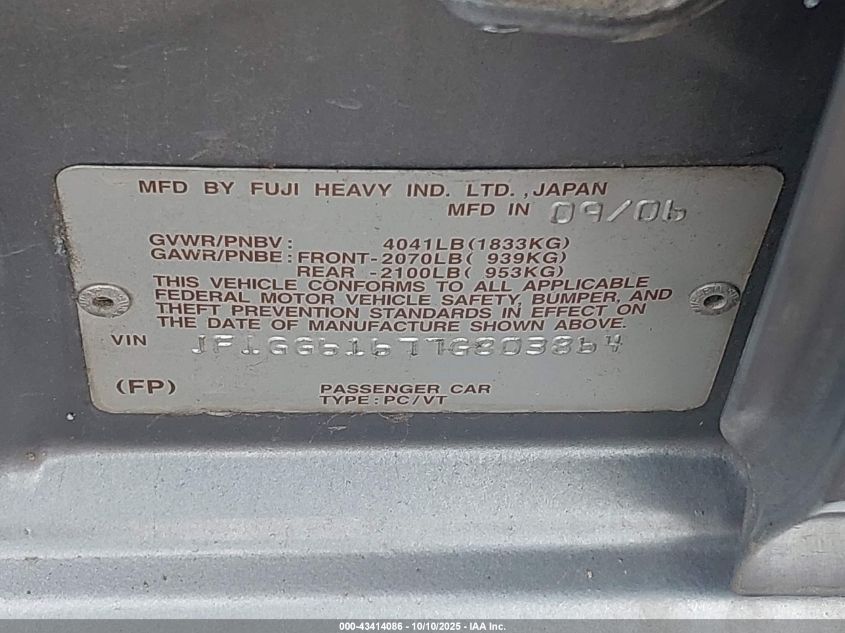 MFD BY FUJI HEAVY IND. LTD.,JAPAN
MFD IN 09/06
GVWR/PNBV: 4041LB(1833KG)
GAWR/PNBE: FRONT-2070LB( 939KG)
REAR -2100LB( 953KG)
THIS VEHICLE CONFORMS TO ALL APPLICABLE
FEDERAL MOTOR VEHICLE SAFETY, BUMPER, AND
THEFT PREVENTION STANDARDS IN EFFECT ON
THE DATE OF MANUFACTURE SHOWN ABOVE.
VIN JF1GG61677G803864
(FP) PASSENGER CAR
TYPE:PC/VT
000-43414086 - 10/10/2025 - IAA Inc.